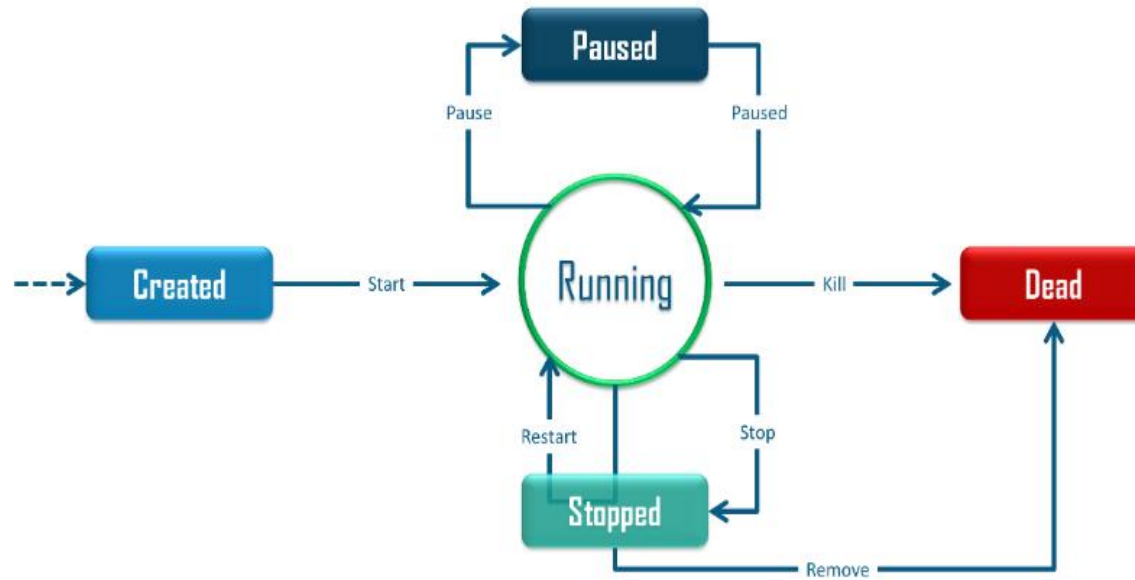 Paused
Pause
Paused
Created
Start
Running
Kill
Dead
Restart
Stop
Stopped
Remove